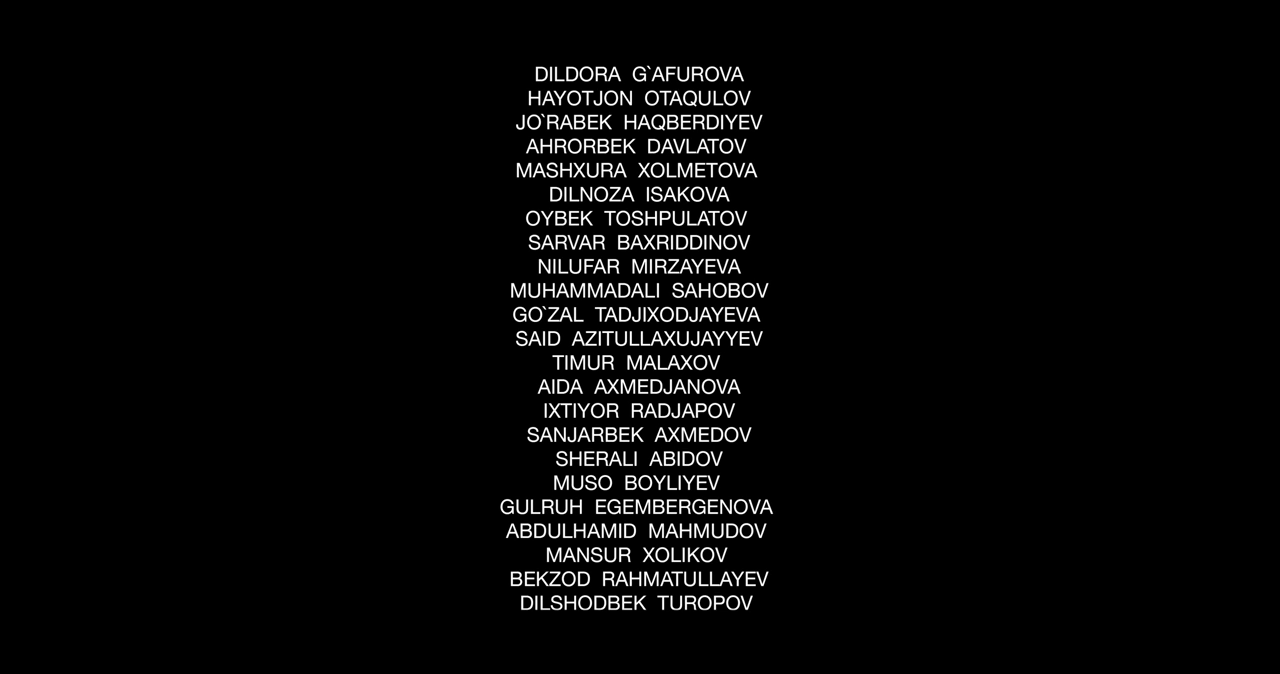 DILDORA G`AFUROVA
HAYOTJON OTAQULOV
JO`RABEK HAQBERDIYEV
AHRORBEK DAVLATOV
MASHXURA XOLMETOVA
DILNOZA ISAKOVA
OYBEK TOSHPULATOV
SARVAR BAXRIDDINOV
NILUFAR MIRZAYEVA
MUHAMMADALI SAHOBOV
GO`ZAL TADJIXODJAYEVA
SAID AZITULLAXUJAYYEV
TIMUR MALAXOV
AIDA AXMEDJANOVA
IXTIYOR RADJAPOV
SANJARBEK AXMEDOV
SHERALI ABIDOV
MUSO BOYLIYEV
GULRUH EGEMBERGENOVA
ABDULHAMID MAHMUDOV
MANSUR XOLIKOV
BEKZOD RAHMATULLAYEV
DILSHODBEK TUROPOV